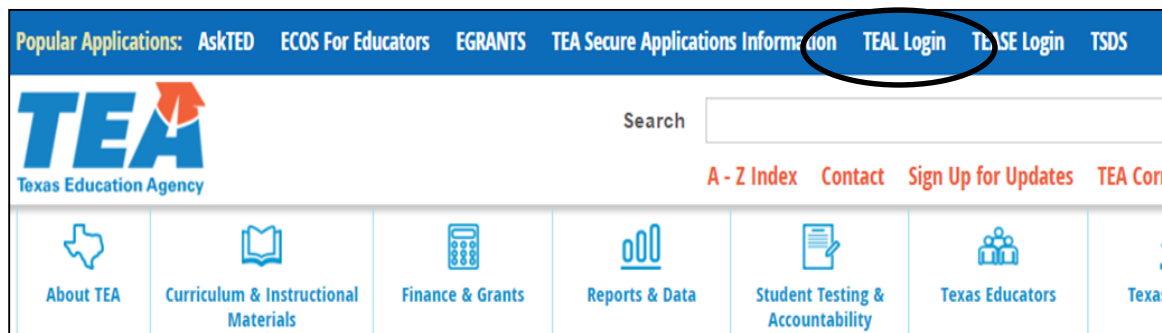 Popular Applications: AskTED ECOS For Educators EGRANTS TEA Secure Applications Information TEAL Login TEASE Login TSDS
TEA
Texas Education Agency
Search
A - Z Index Contact Sign Up for Updates TEA
About TEA
Curriculum & Instructional
Materials
Finance & Grants
Reports & Data
Student Testing &
Accountability
Texas Educators